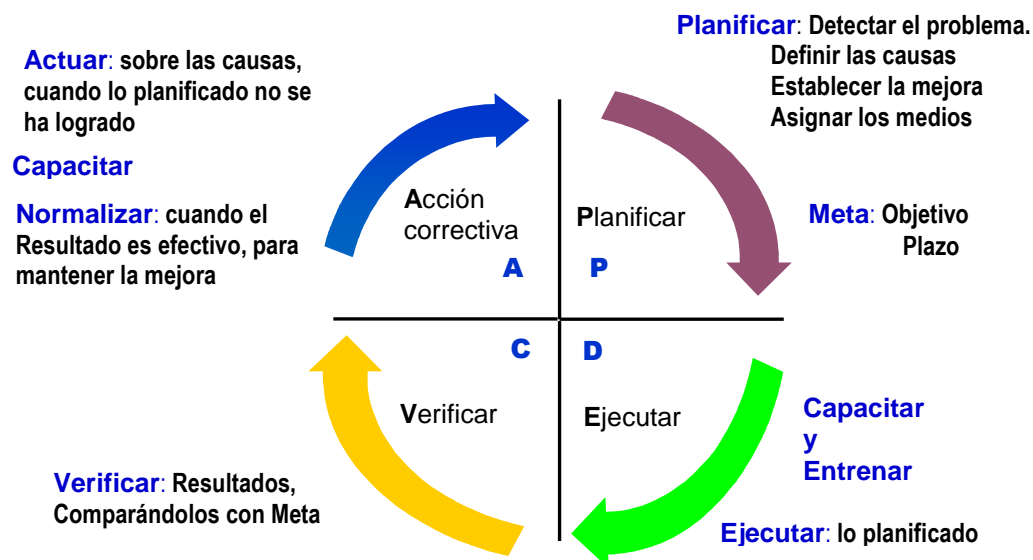 Planificar: Detectar el problema.
Definir las causas
Establecer la mejora
Asignar los medios
Actuar: sobre las causas,
cuando lo planificado no se
ha logrado
Capacitar
Normalizar: cuando el
Resultado es efectivo, para
mantener la mejora
Acción
correctiva
A
Planificar
P
Meta: Objetivo
Plazo
C
Verificar
D
Ejecutar
Capacitar
y
Entrenar
Verificar: Resultados,
Comparándolos con Meta
Ejecutar: lo planificado